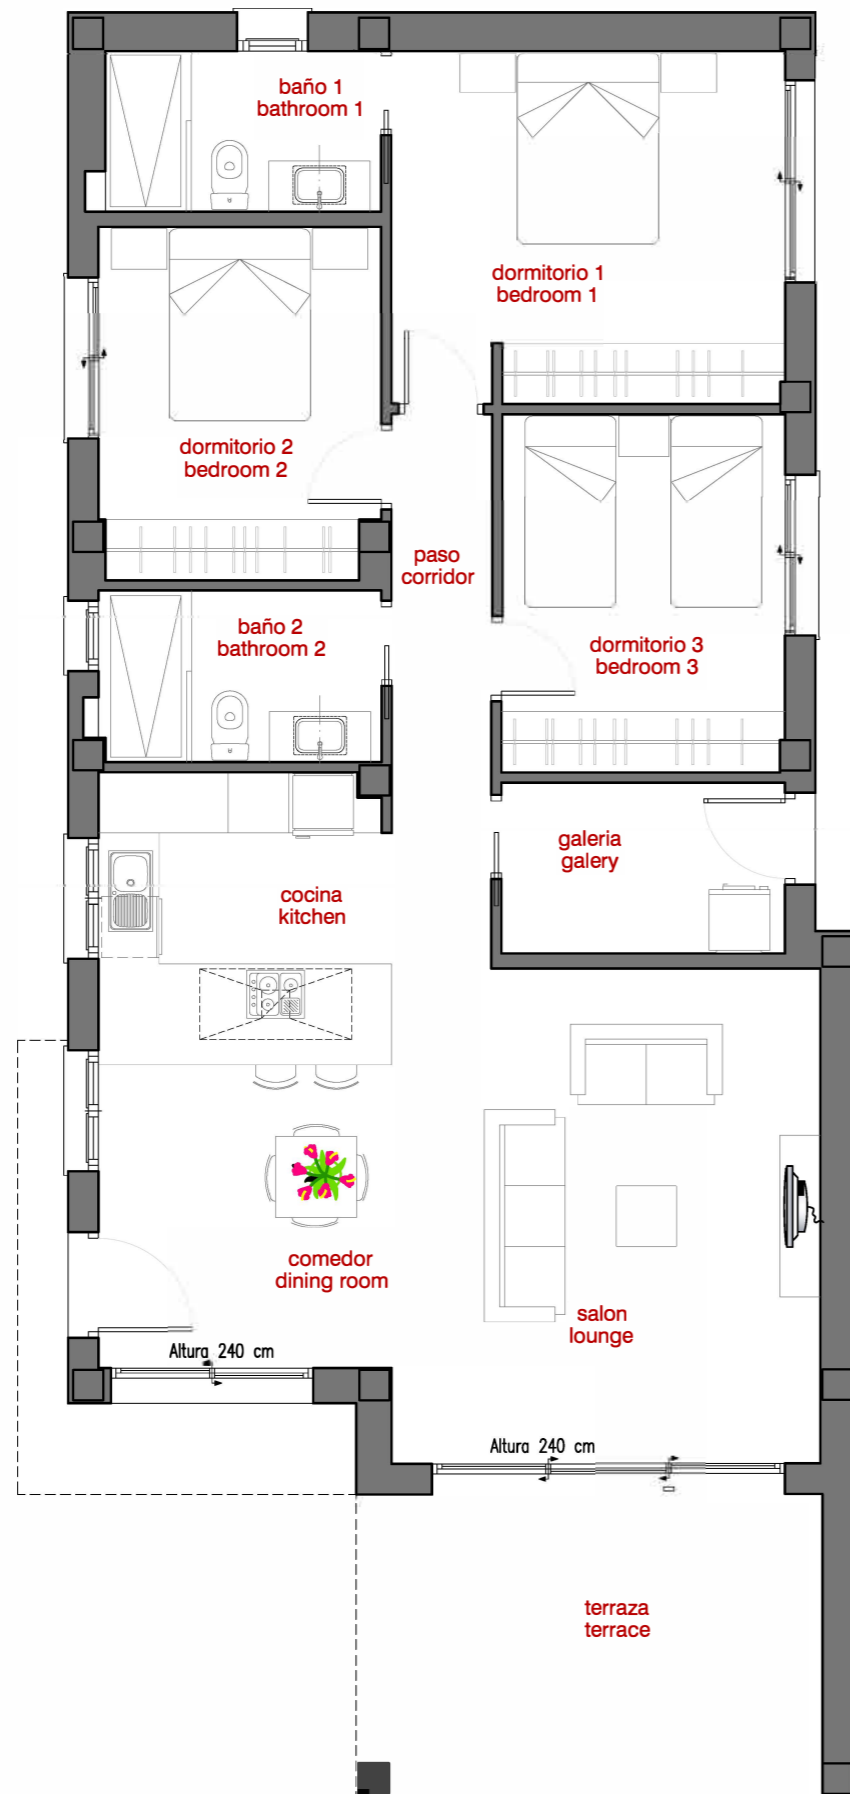 baño 1
bathroom 1
dormitorio 1
bedroom 1
dormitorio 2
bedroom 2
paso
corridor
baño 2
bathroom 2
dormitorio 3
bedroom 3
galeria
galery
cocina
kitchen
comedor
dining room
salon
lounge
Altura 240 cm
Altura 240 cm
terraza
terrace